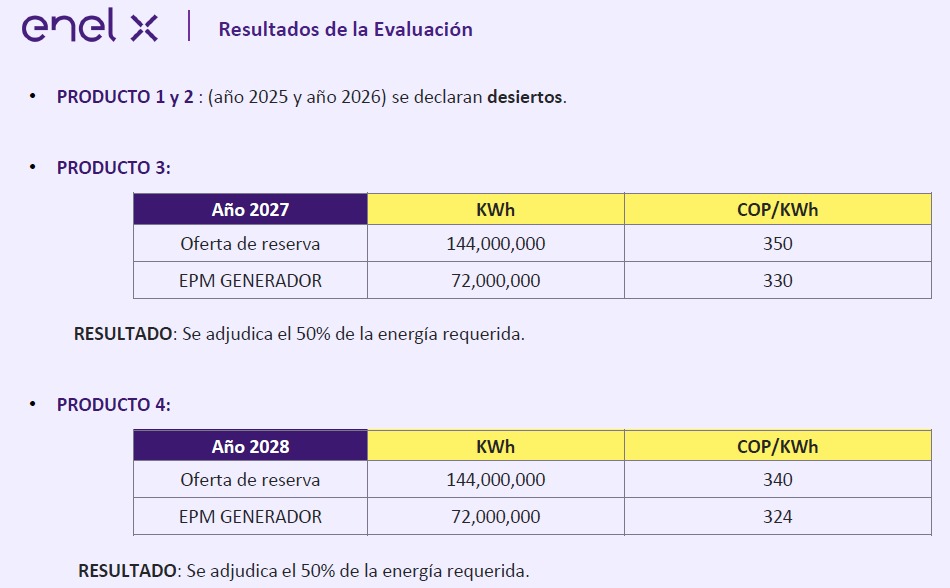 enel x | Resultados de la Evaluación
• PRODUCTO 1 y 2 : (año 2025 y año 2026) se declaran desiertos.
• PRODUCTO 3:
Año 2027 KWh COP/KWh
Oferta de reserva 144,000,000 350
EPM GENERADOR 72,000,000 330
RESULTADO: Se adjudica el 50% de la energía requerida.
• PRODUCTO 4:
Año 2028 KWh COP/KWh
Oferta de reserva 144,000,000 340
EPM GENERADOR 72,000,000 324
RESULTADO: Se adjudica el 50% de la energía requerida.